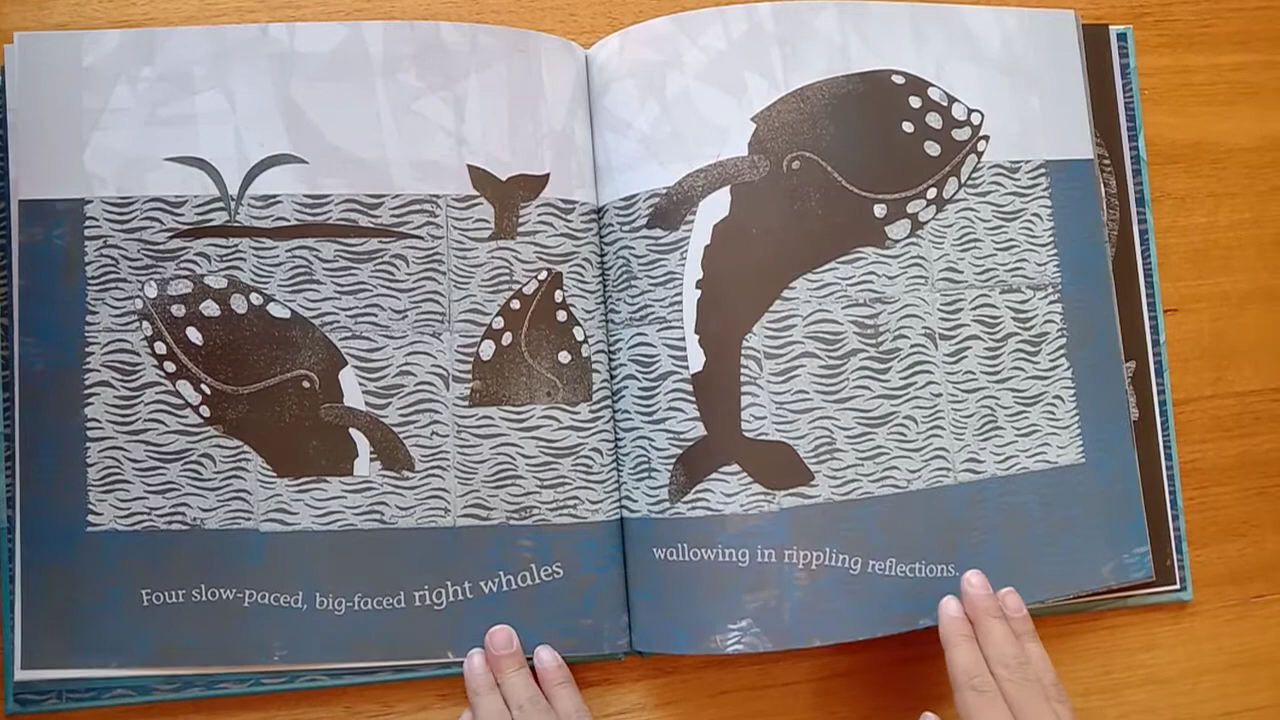 Four slow-paced, big-faced right whales
wallowing in rippling reflections.